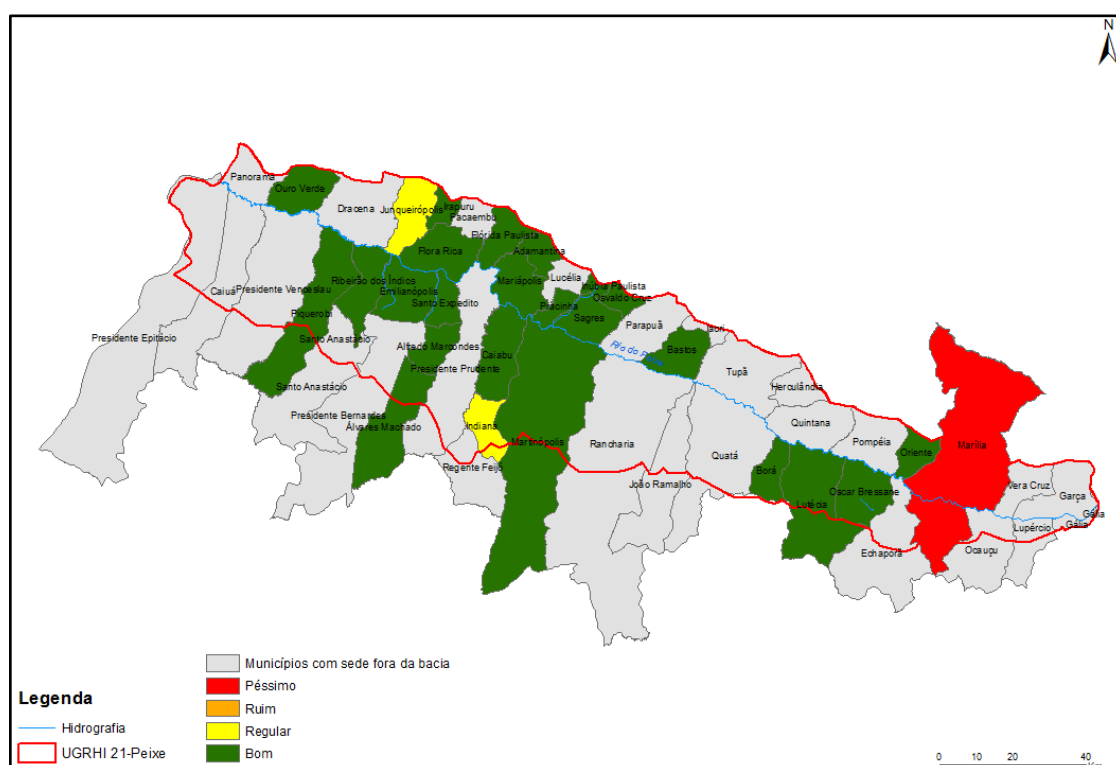 N
Panorama
Ouro Verde
Dracena
Junqueirópolis
Irapuru
Pacaembu
Flórida Paulista
Adamantina
Flora Rica
Lucélia
Inúbia Paulista
Osvaldo Cruz
Mariápolis
Pracinha
Sagres
Parapuã
Iacri
Ribeirão dos Índios
Emilianópolis
Santo Expedito
Caiuá
Presidente Venceslau
Piquerobi
Presidente Epitácio
Santo Anastácio
Alfredo Marcondes
Caiabu
Presidente Prudente
Rio do Peixe
Bastos
Tupã
Herculândia
Santo Anastácio
Presidente Bernardes
Álvares Machado
Indiana
Martinópolis
Rancharia
Quintana
Pompéia
Quatá
Oriente
Marília
Regente Feijó
João Ramalho
Borá
Oscar Bressane
Lutécia
Vera Cruz
Garça
Gália
Gália
Lupércio
Echaporã
Ocauçu
Legenda
Hidrografia
UGRHI 21-Peixe
Municípios com sede fora da bacia
Péssimo
Ruim
Regular
Bom
0 10 20 40